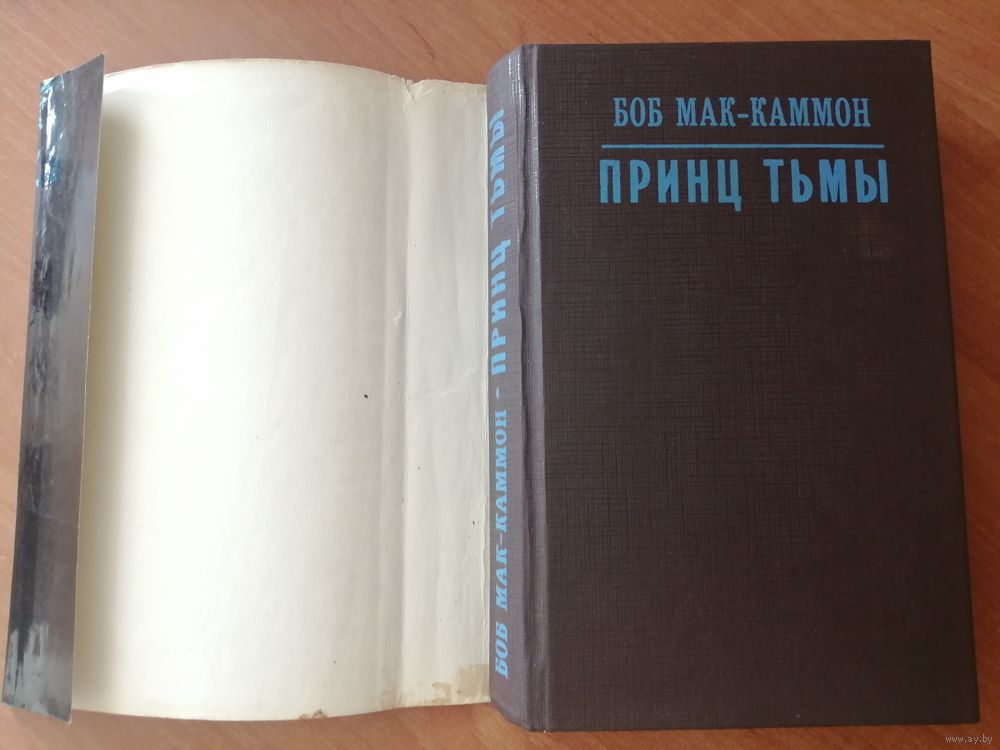 БОБ МАК-КАММОН
ПРИНЦ ТЬМЫ
БОБ МАК-КАММОН - ПРИНЦ ТЬМЫ
www.ay.by